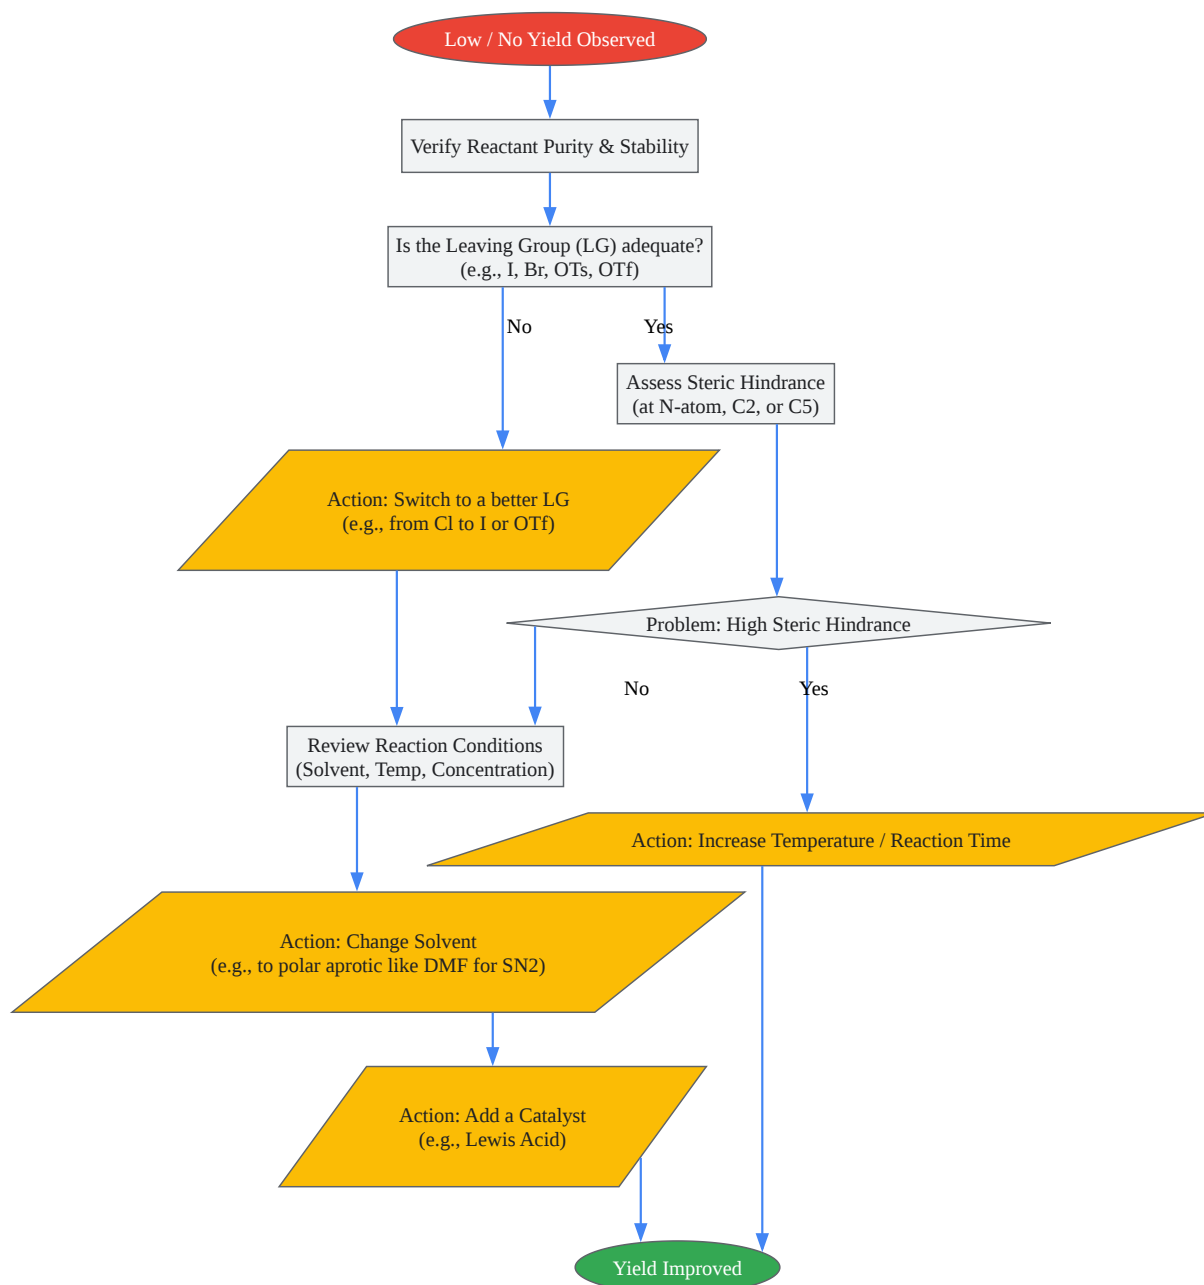 Low / No Yield Observed
Verify Reactant Purity & Stability
Is the Leaving Group (LG) adequate?
(e.g., I, Br, OTs, OTf)
No
Yes
Assess Steric Hindrance
(at N-atom, C2, or C5)
Action: Switch to a better LG
(e.g., from Cl to I or OTf)
Problem: High Steric Hindrance
No
Yes
Review Reaction Conditions
(Solvent, Temp, Concentration)
Action: Increase Temperature / Reaction Time
Action: Change Solvent
(e.g., to polar aprotic like DMF for SN2)
Action: Add a Catalyst
(e.g., Lewis Acid)
Yield Improved